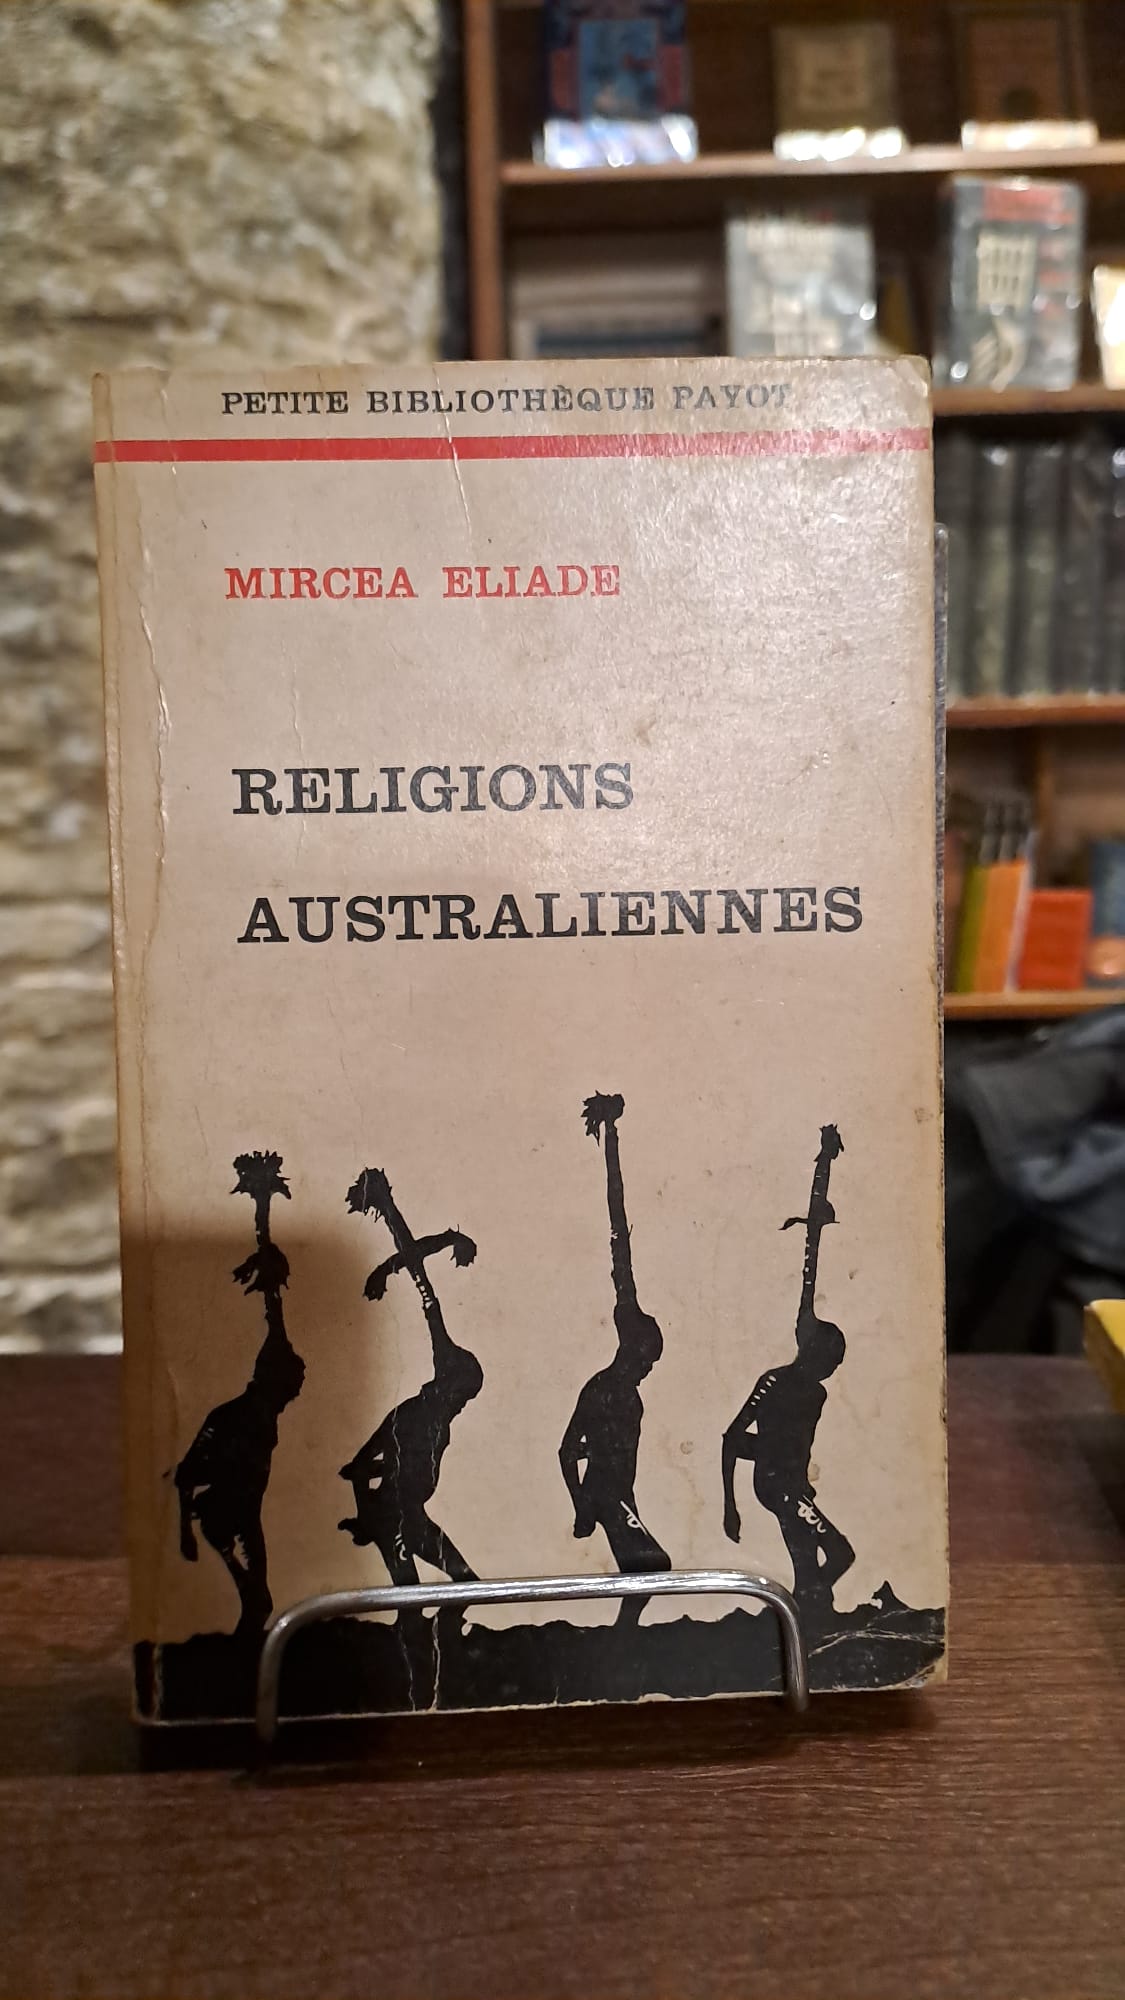 PETITE BIBLIOTHÈQUE PAYOT
MIRCEA ELIADE
RELIGIONS
AUSTRALIENNES